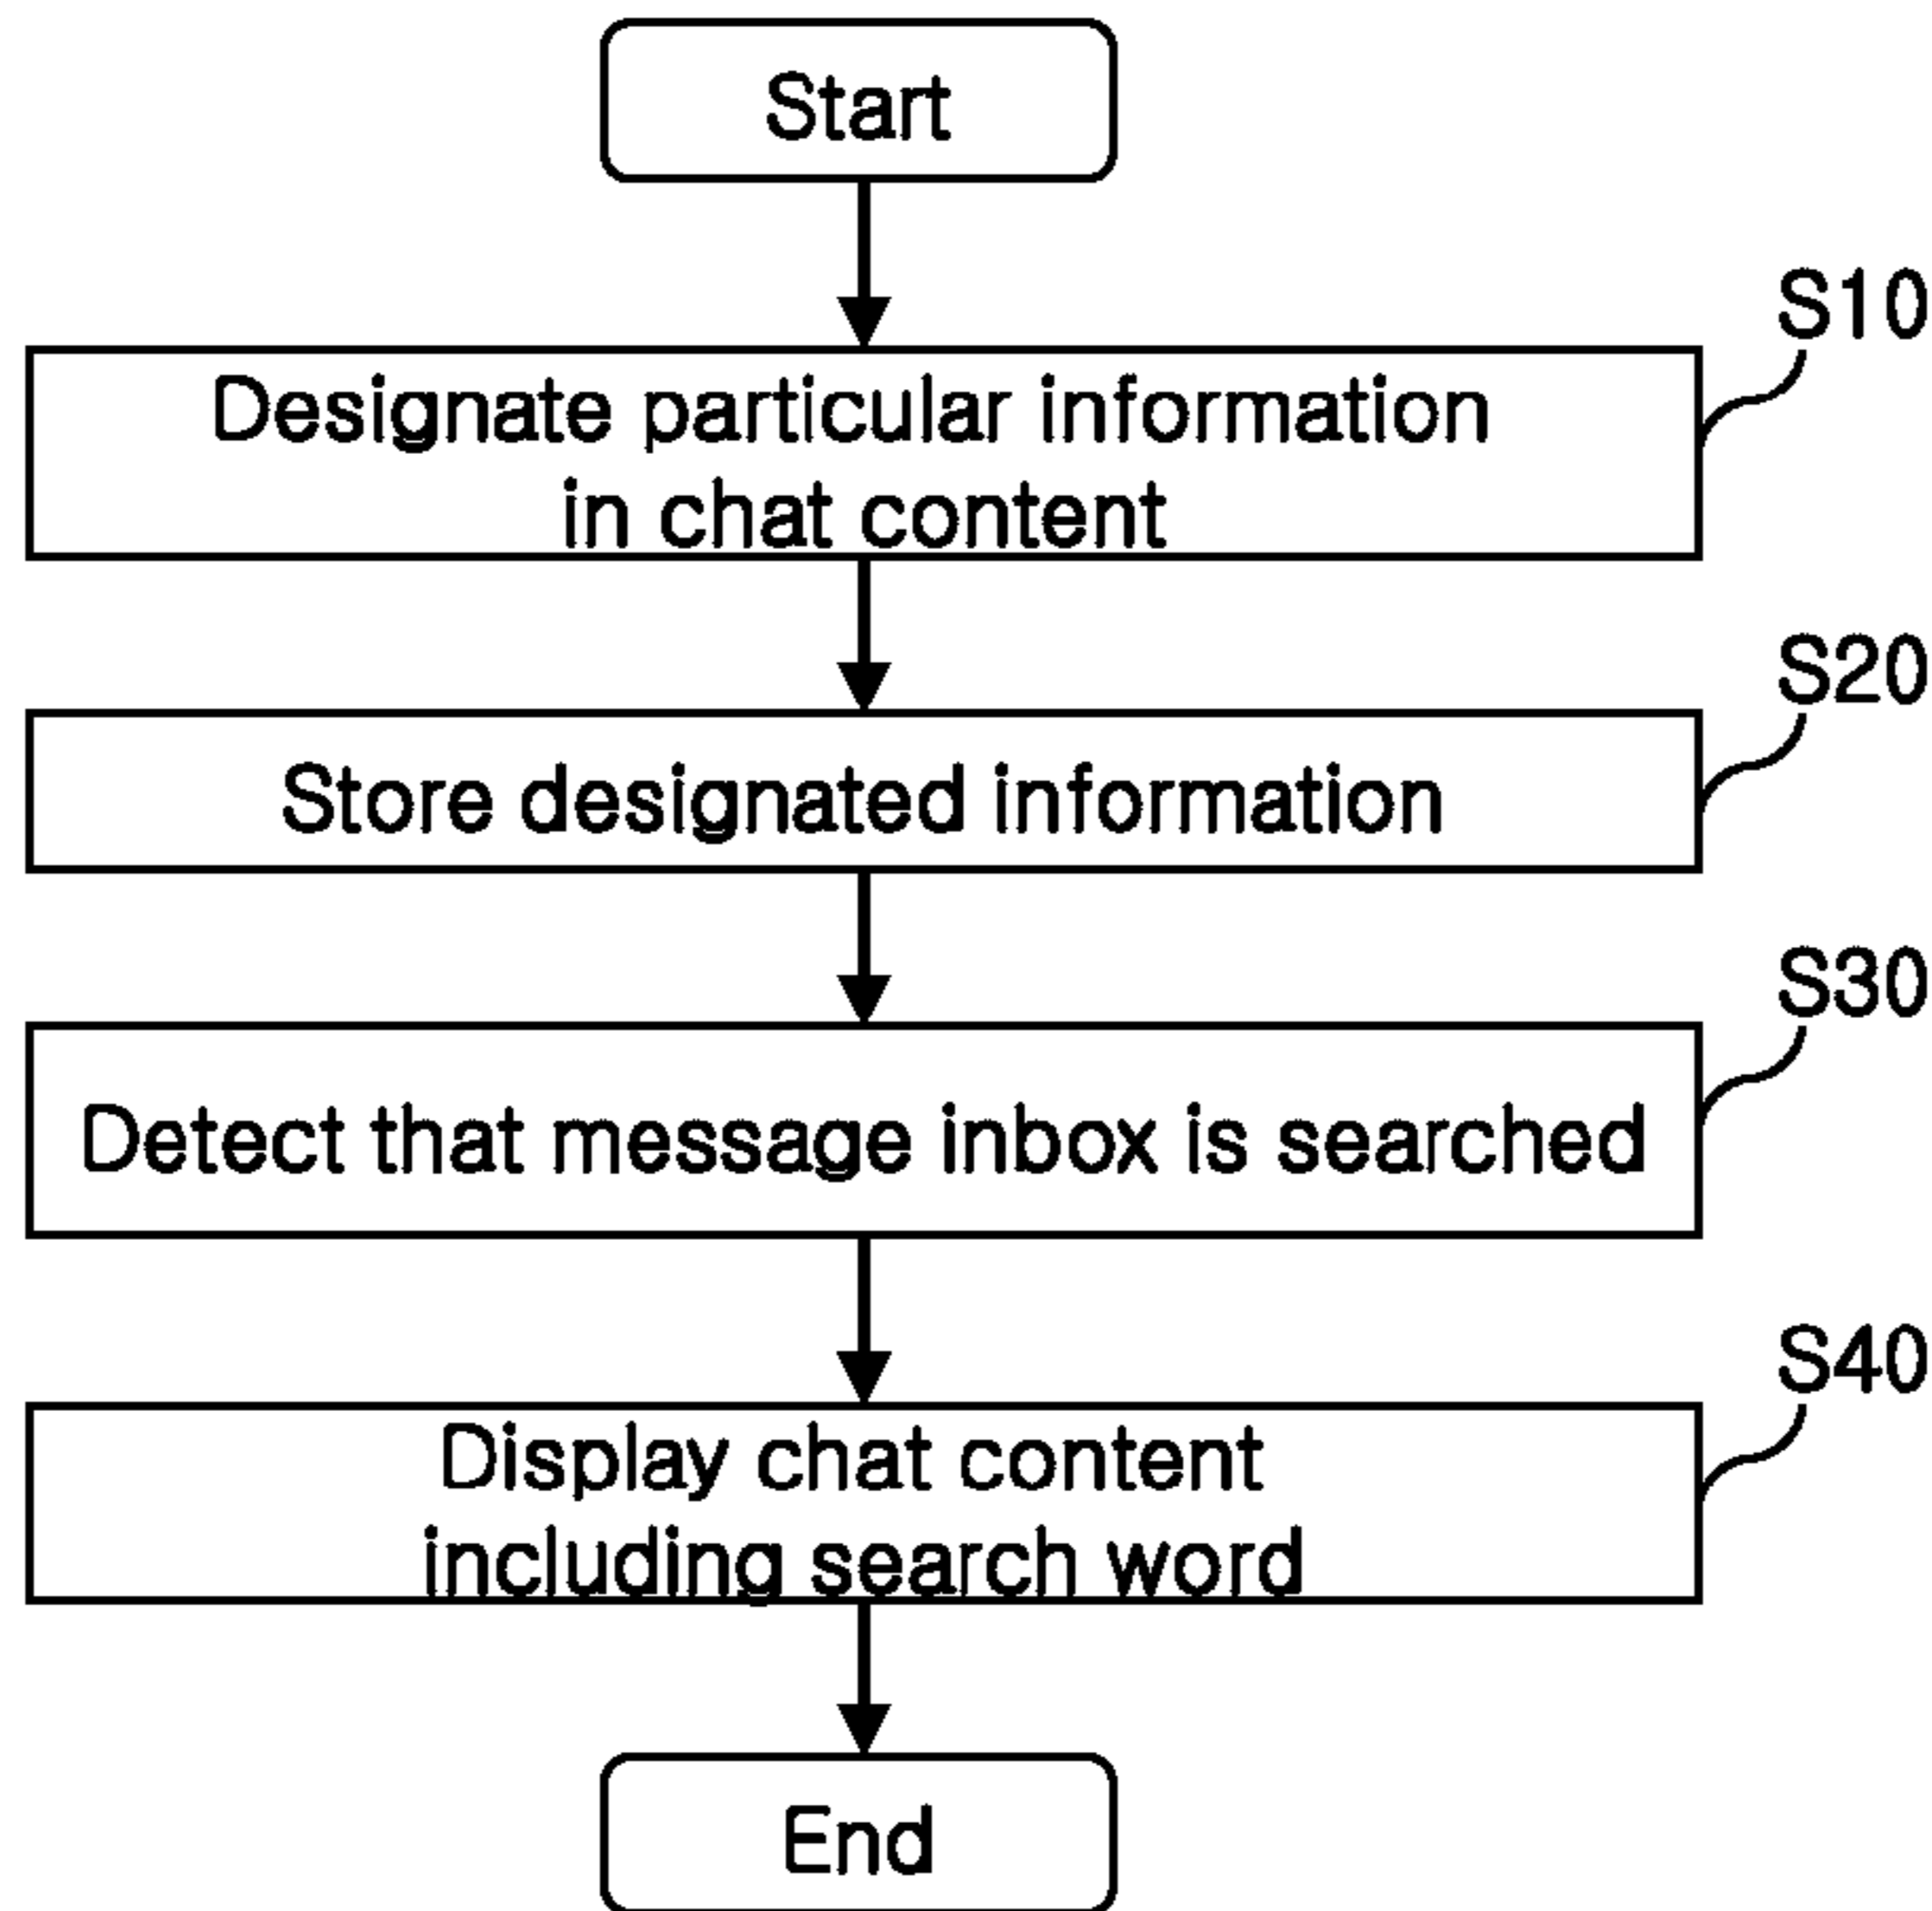 Start
S10
Designate particular information
in chat content
S20
Store designated information
S30
Detect that message inbox is searched
S40
Display chat content
including search word
End